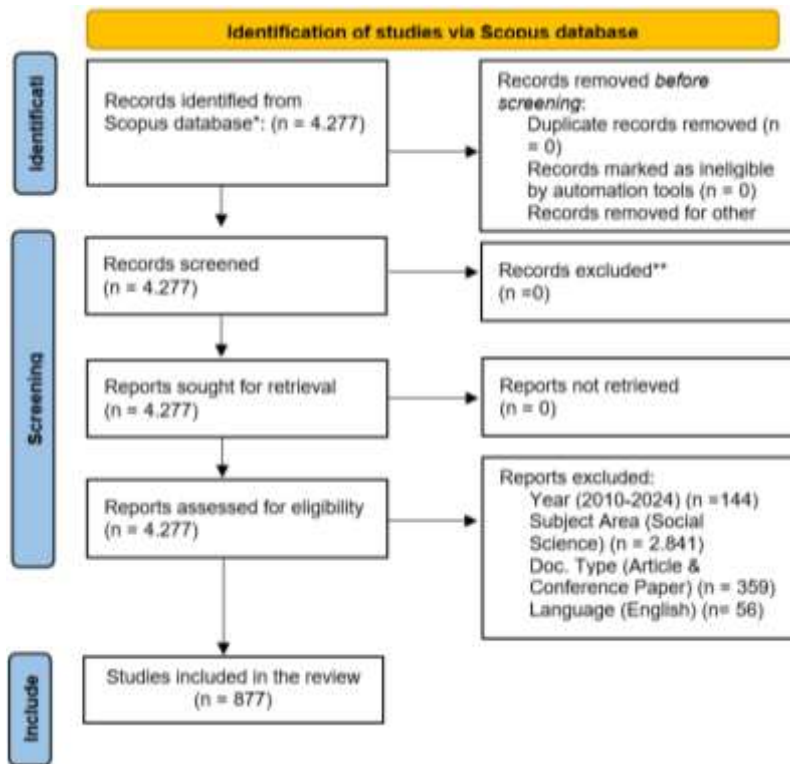 Identification of studies via Scopus database
Identificati
Records identified from
Scopus database*: (n = 4.277)
Records removed before
screening:
Duplicate records removed (n
= 0)
Records marked as ineligible
by automation tools (n = 0)
Records removed for other
Screening
Records screened
(n = 4.277)
Records excluded**
(n =0)
Reports sought for retrieval
(n = 4.277)
Reports not retrieved
(n = 0)
Reports assessed for eligibility
(n = 4.277)
Reports excluded:
Year (2010-2024) (n =144)
Subject Area (Social
Science) (n = 2.841)
Doc. Type (Article &
Conference Paper) (n = 359)
Language (English) (n= 56)
Include
Studies included in the review
(n = 877)